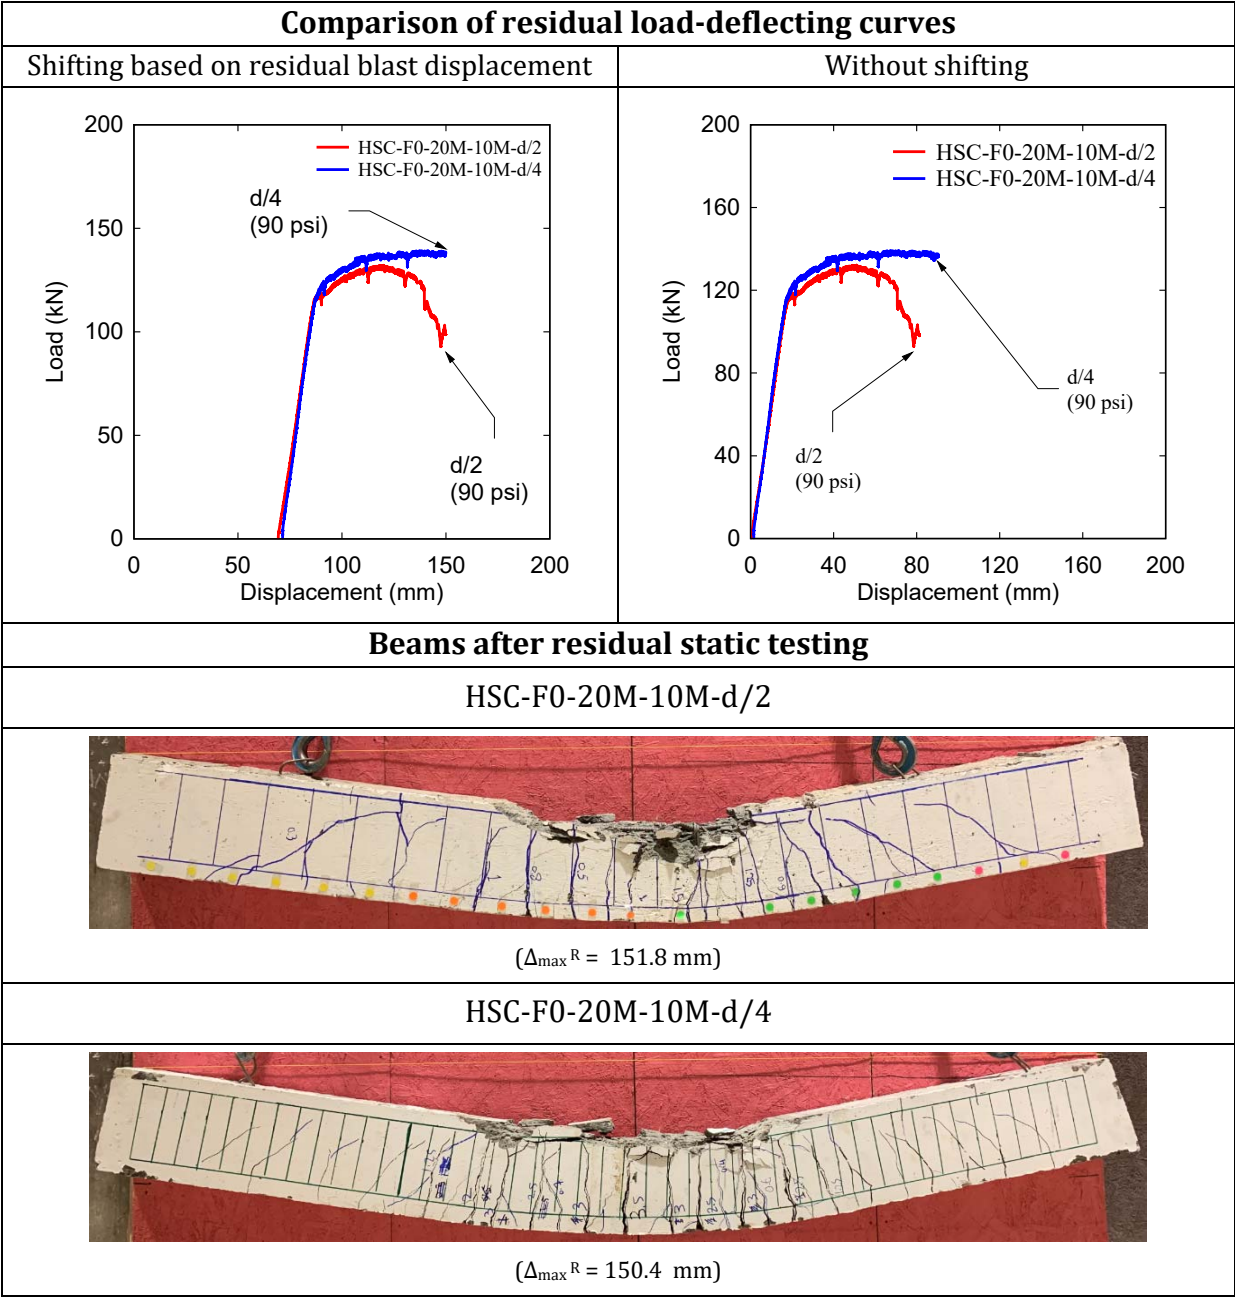 Comparison of residual load-deflecting curves
Shifting based on residual blast displacement
Without shifting
200
150
100
50
0
0 50 100 150 200
Load (kN)
Displacement (mm)
HSC-F0-20M-10M-d/2
HSC-F0-20M-10M-d/4
d/4
(90 psi)
d/2
(90 psi)
200
160
120
80
40
0
0 40 80 120 160 200
Load (kN)
Displacement (mm)
HSC-F0-20M-10M-d/2
HSC-F0-20M-10M-d/4
d/4
(90 psi)
d/2
(90 psi)
Beams after residual static testing
HSC-F0-20M-10M-d/2
(Δmax R = 151.8 mm)
HSC-F0-20M-10M-d/4
(Δmax R = 150.4 mm)